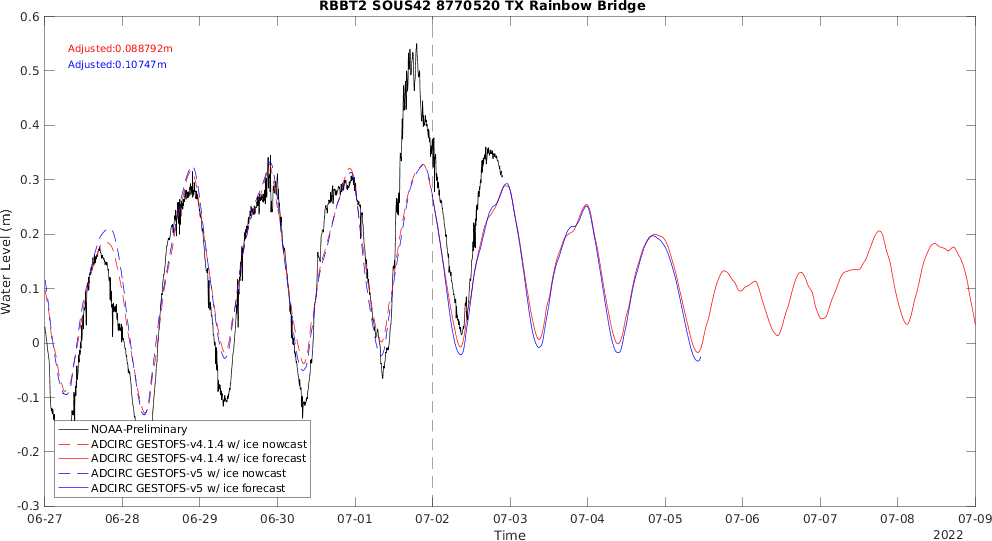 RBBT2 SOUS42 8770520 TX Rainbow Bridge
Adjusted:0.088792m
Adjusted:0.10747m
Water Level (m)
0.6
0.5
0.4
0.3
0.2
0.1
0
-0.1
-0.2
-0.3
NOAA-Preliminary
ADCIRC GESTOFS-v4.1.4 w/ ice nowcast
ADCIRC GESTOFS-v4.1.4 w/ ice forecast
ADCIRC GESTOFS-v5 w/ ice nowcast
ADCIRC GESTOFS-v5 w/ ice forecast
06-27 06-28 06-29 06-30 07-01 07-02 07-03 07-04 07-05 07-06 07-07 07-08 07-09
Time
2022